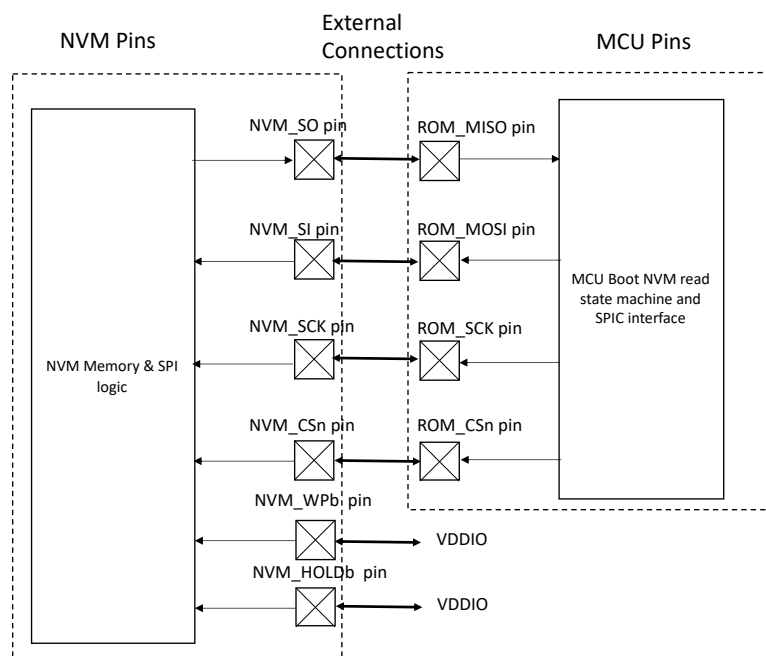 NVM Pins
External
Connections
MCU Pins
NVM_SO pin
ROM_MISO pin
NVM_SI pin
ROM_MOSI pin
MCU Boot NVM read
state machine and
SPIC interface
NVM_SCK pin
ROM_SCK pin
NVM Memory & SPI
logic
NVM_CSn pin
ROM_CSn pin
NVM_WPb pin
VDDIO
NVM_HOLDb pin
VDDIO